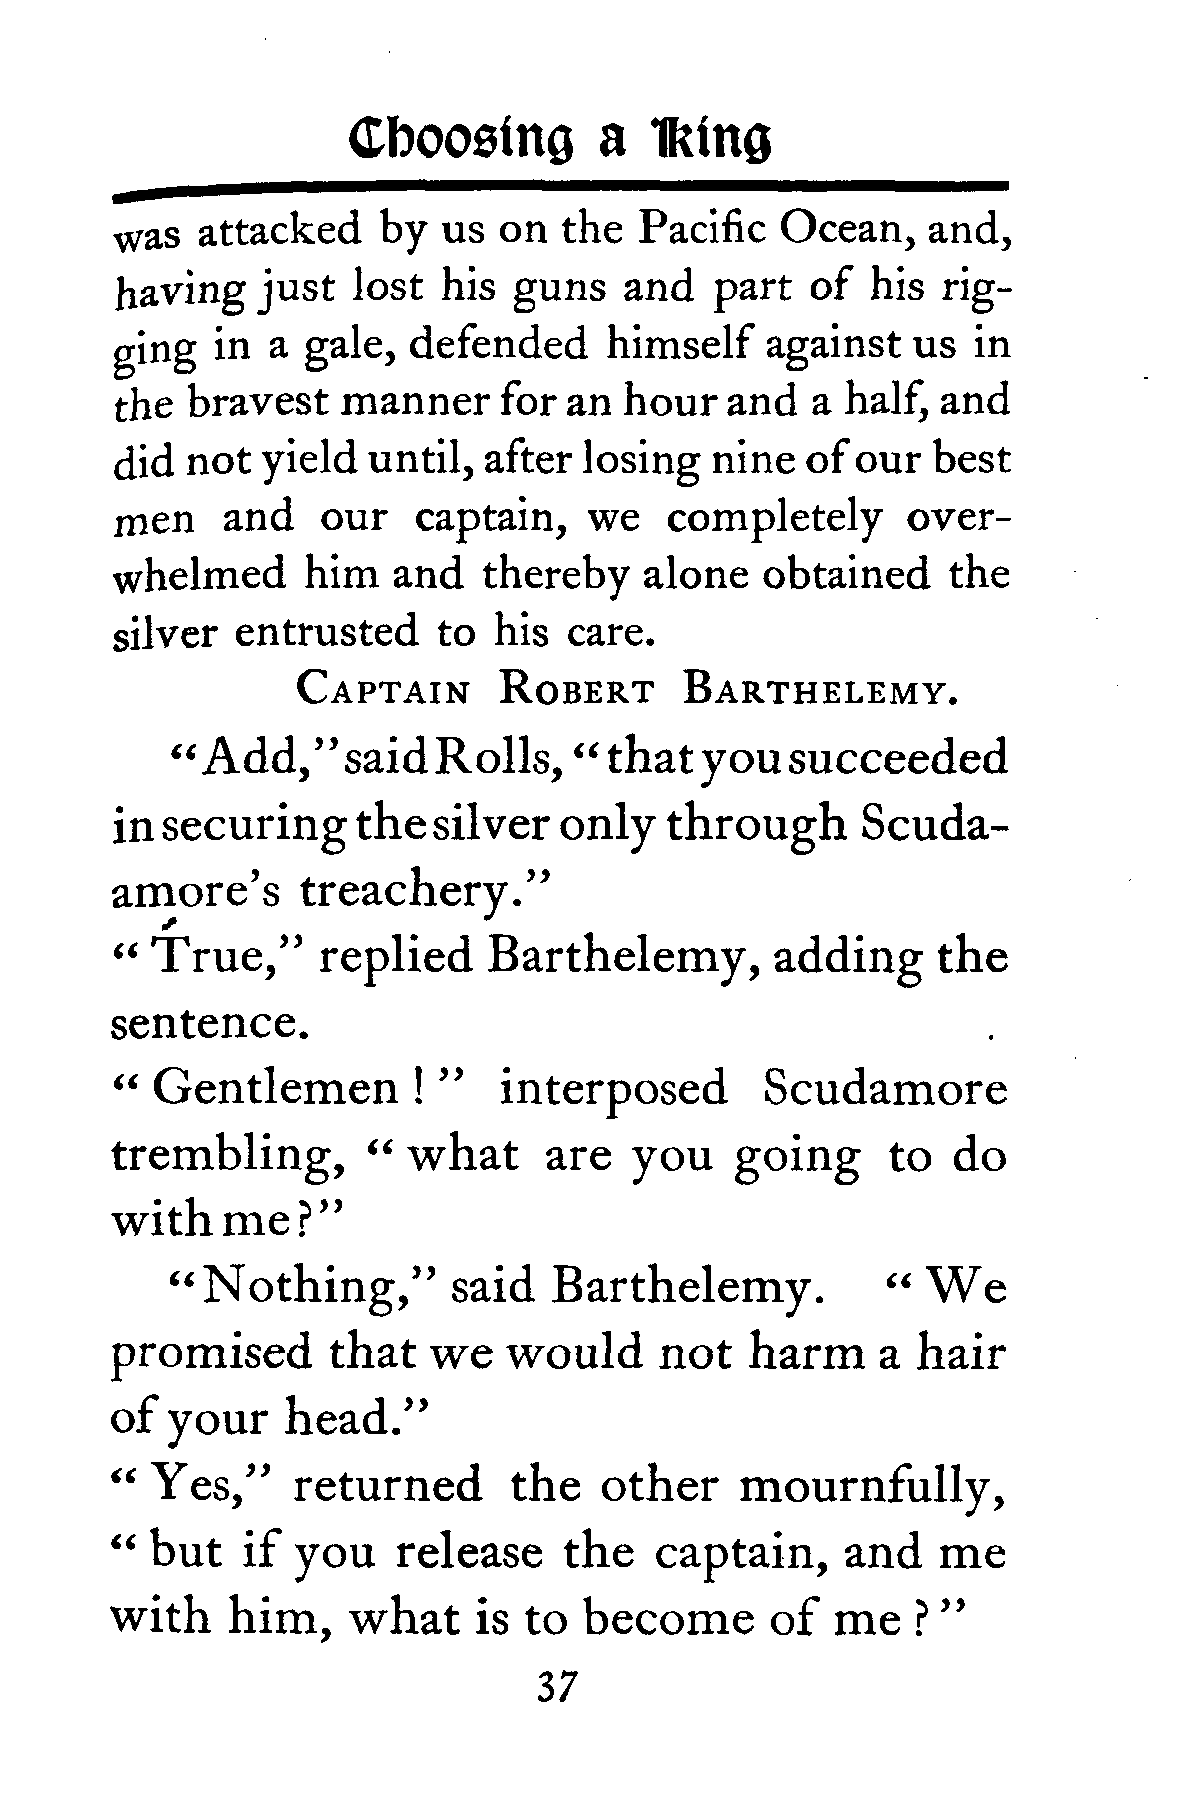 Choosing a King
was attacked by us on the Pacific Ocean, and,
having just lost his guns and part of his rig-
ging in a gale, defended himself against us in
the bravest manner for an hour and a half, and
did not yield until, after losing nine of our best
men and our captain, we completely over-
whelmed him and thereby alone obtained the
silver entrusted to his care.
CAPTAIN ROBERT BARTHELEMY.
“Add,” said Rolls, “that you succeeded
in securing the silver only through Scuda-
amore’s treachery.”
“True,” replied Barthelemy, adding the
sentence.
“Gentlemen!” interposed Scudamore
trembling, “what are you going to do
with me?”
“Nothing,” said Barthelemy. “We
promised that we would not harm a hair
of your head.”
“Yes,” returned the other mournfully,
“but if you release the captain, and me
with him, what is to become of me?”
37